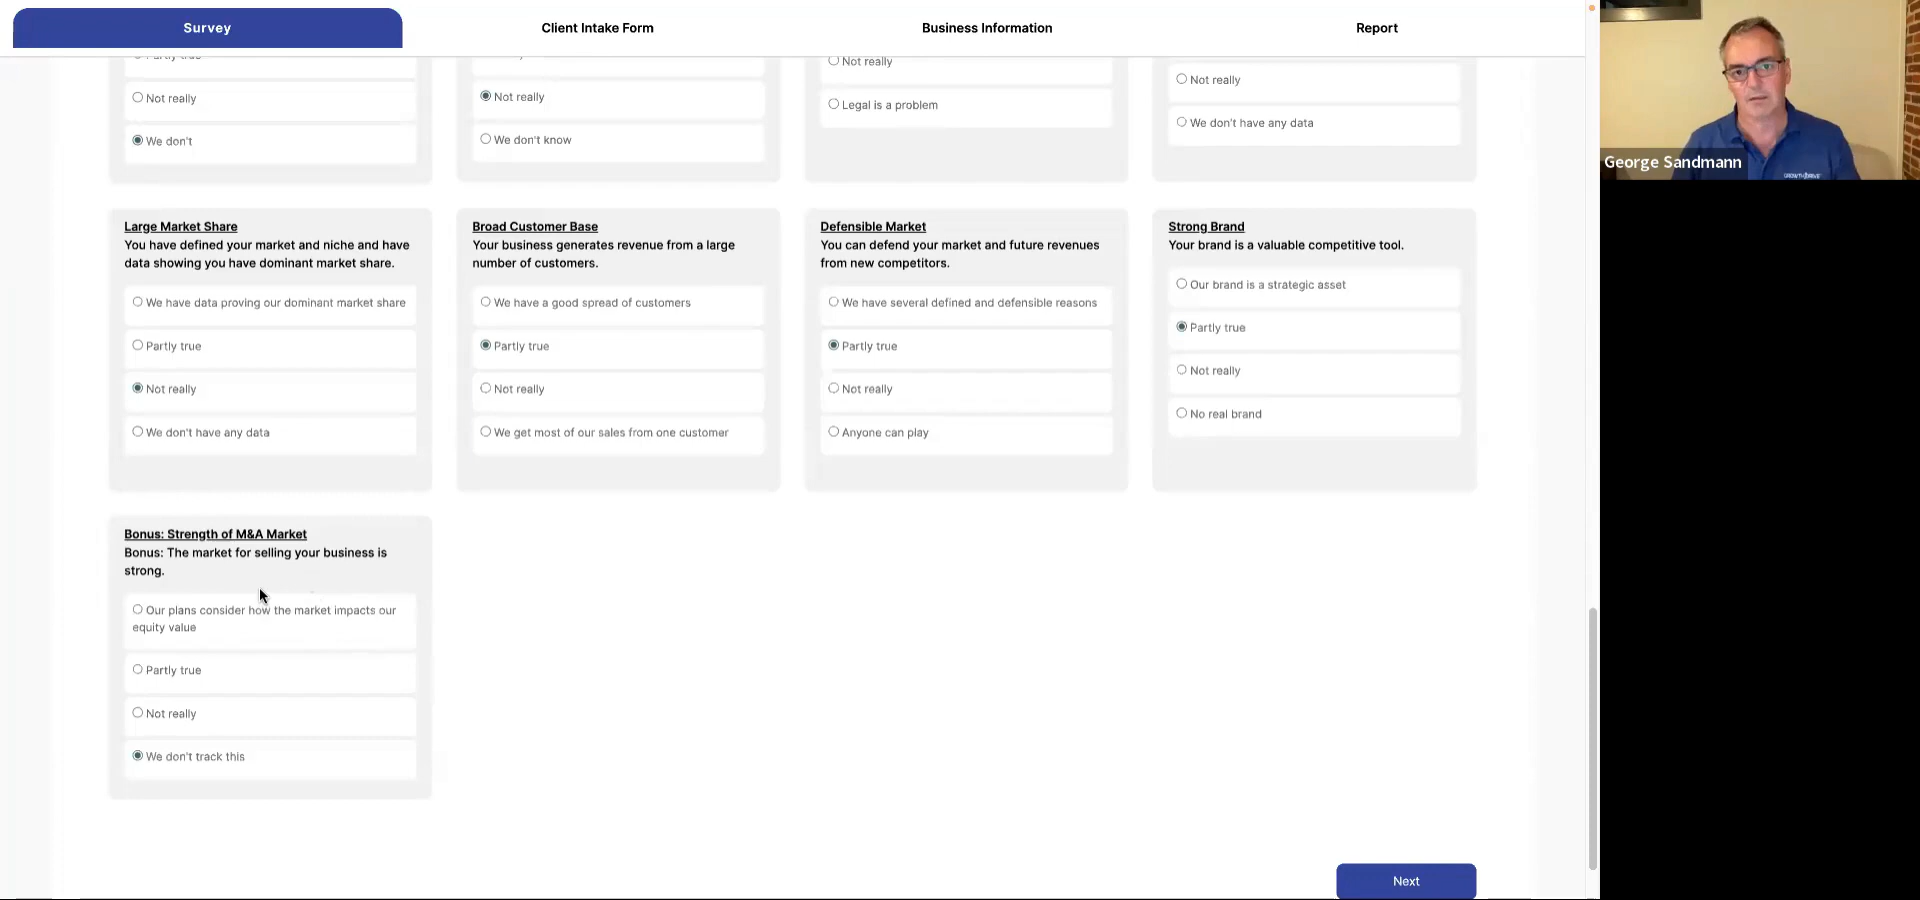 Survey
Client Intake Form
Business Information
Report
Partly true
Not really
We don't
Not really
We don't know
Not really
Legal is a problem
Not really
We don't have any data
Large Market Share
You have defined your market and niche and have
data showing you have dominant market share.
We have data proving our dominant market share
Partly true
Not really
We don't have any data
Broad Customer Base
Your business generates revenue from a large
number of customers.
We have a good spread of customers
Partly true
Not really
We get most of our sales from one customer
Defensible Market
You can defend your market and future revenues
from new competitors.
We have several defined and defensible reasons
Partly true
Not really
Anyone can play
Strong Brand
Your brand is a valuable competitive tool.
Our brand is a strategic asset
Partly true
Not really
No real brand
Bonus: Strength of M&A Market
Bonus: The market for selling your business is
strong.
Our plans consider how the market impacts our
equity value
Partly true
Not really
We don't track this
Next
George Sandmann